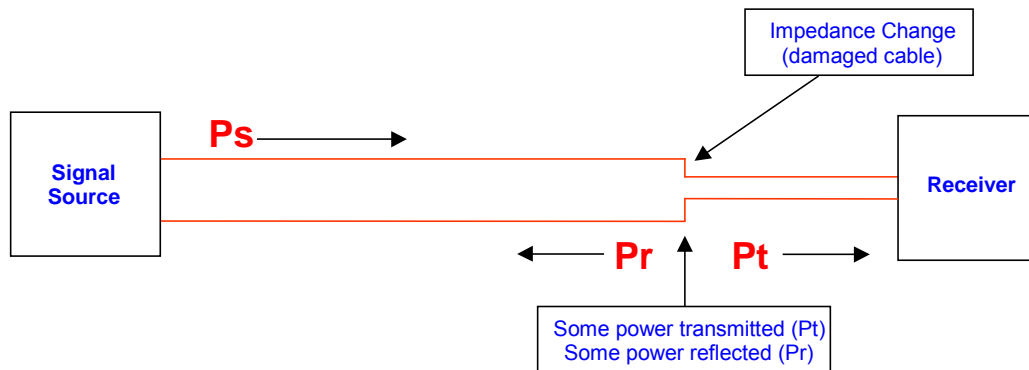 Impedance Change
(damaged cable)
Ps
Signal
Source
Receiver
Pr
Pt
Some power transmitted (Pt)
Some power reflected (Pr)